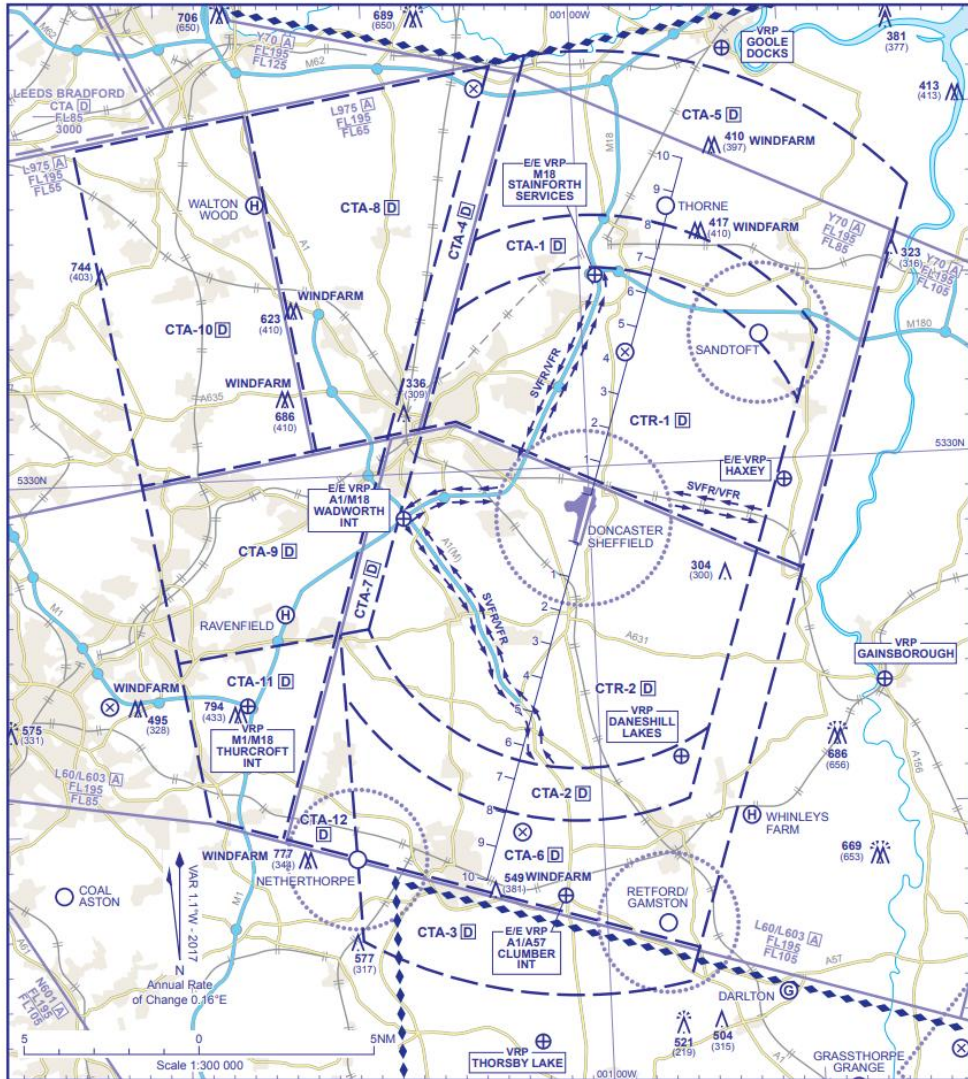 706
(650)
689
(650)
001 00W
VRP
GOOLE
DOCKS
381
(377)
M62
Y70 A
FL195
FL125
M62
LEEDS BRADFORD
CTA D
FL85
3000
L975 A
FL195
FL65
M18
CTA-5 D
413
(413)
410
(397)
WINDFARM
L975 A
FL195
FL55
E/E VRP
M18
STAINFORTH
SERVICES
10
9
8
7
6
5
4
3
2
1
WALTON
WOOD
H
CTA-8 D
CTA-4 D
THORNE
A1
CTA-1 D
417
(410)
WINDFARM
Y70 A
FL195
FL85
323
(316)
Y70 A
FL195
FL105
744
(403)
WINDFARM
623
(410)
CTA-10 D
SANDTOFT
M180
SVFR/VFR
WINDFARM
686
(410)
A635
336
(309)
CTR-1 D
5330N
5330N
E/E VRP
HAXEY
SVFR/VFR
E/E VRP
A1/M18
WADWORTH
INT
DONCASTER
SHEFFIELD
CTA-9 D
A1(M)
CTA-7 D
304
(300)
M1
SVFR/VFR
RAVENFIELD
H
1
2
3
4
5
6
7
8
9
10
A631
VRP
GAINSBOROUGH
CTA-11 D
CTR-2 D
WINDFARM
495
(328)
794
(433)
VRP
M1/M18
THURCROFT
INT
VRP
DANESHILL
LAKES
575
(331)
686
(656)
A156
L60/L603 A
FL195
FL85
CTA-2 D
H
WHINLEYS
FARM
CTA-12
D
CTA-6 D
669
(653)
WINDFARM
777
(344)
NETHERTHORPE
549
(381)
WINDFARM
RETFORD/
GAMSTON
COAL
ASTON
VAR 1.1°W - 2017
M1
E/E VRP
A1/A57
CLUMBER
INT
CTA-3 D
L60/L603 A
FL195
FL105
A61
577
(317)
A57
N
Annual Rate
of Change 0.16°E
N601 A
FL195
FL105
DARLTON
G
5
0
5NM
Scale 1:300 000
VRP
THORSBY LAKE
521
(219)
504
(315)
A1
001 00W
GRASSTHORPE
GRANGE